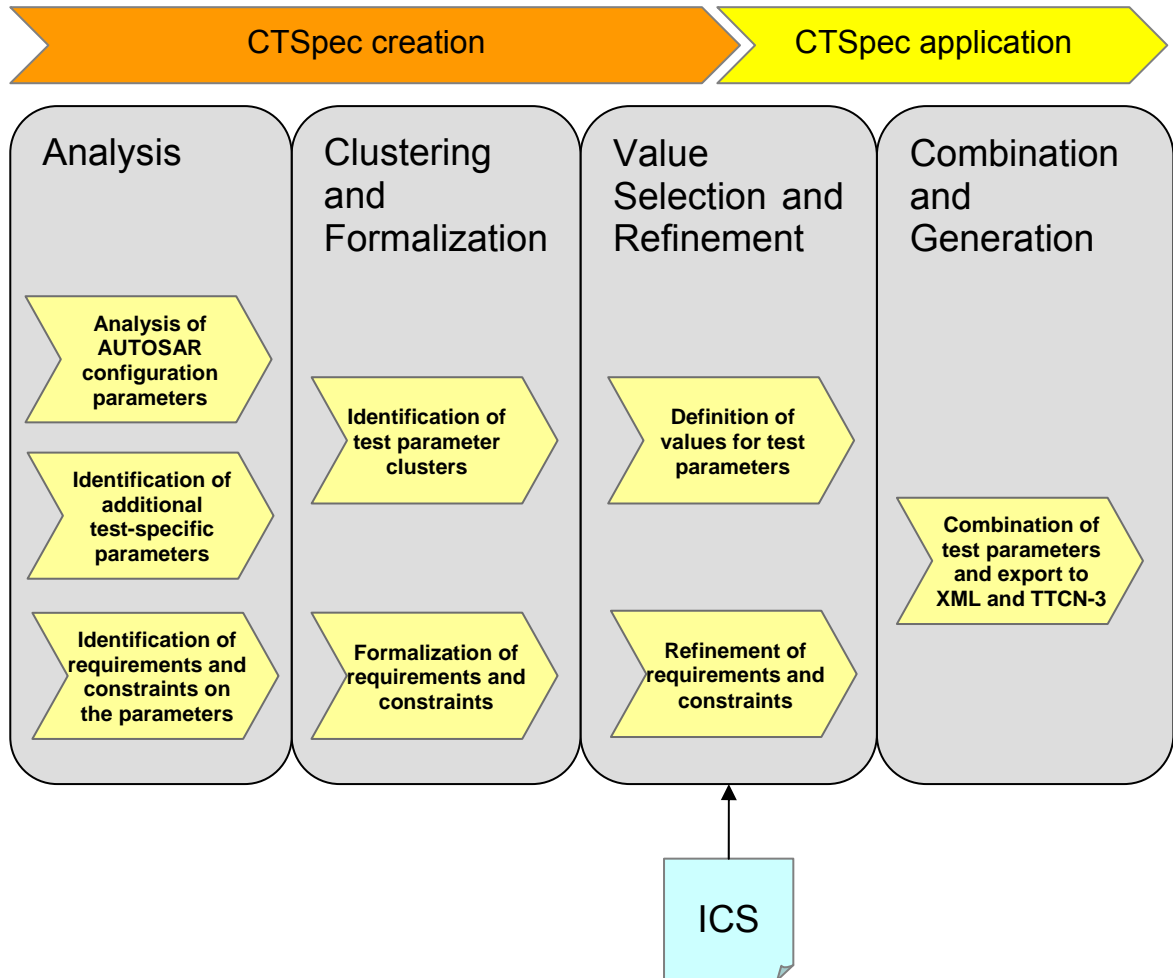 CTSpec creation
CTSpec application
Analysis
Analysis of
AUTOSAR
configuration
parameters
Identification of
additional
test-specific
parameters
Identification of
requirements and
constraints on
the parameters
Clustering
and
Formalization
Identification of
test parameter
clusters
Formalization of
requirements and
constraints
Value
Selection and
Refinement
Definition of
values for test
parameters
Refinement of
requirements and
constraints
Combination
and
Generation
Combination of
test parameters
and export to
XML and TTCN-3
ICS